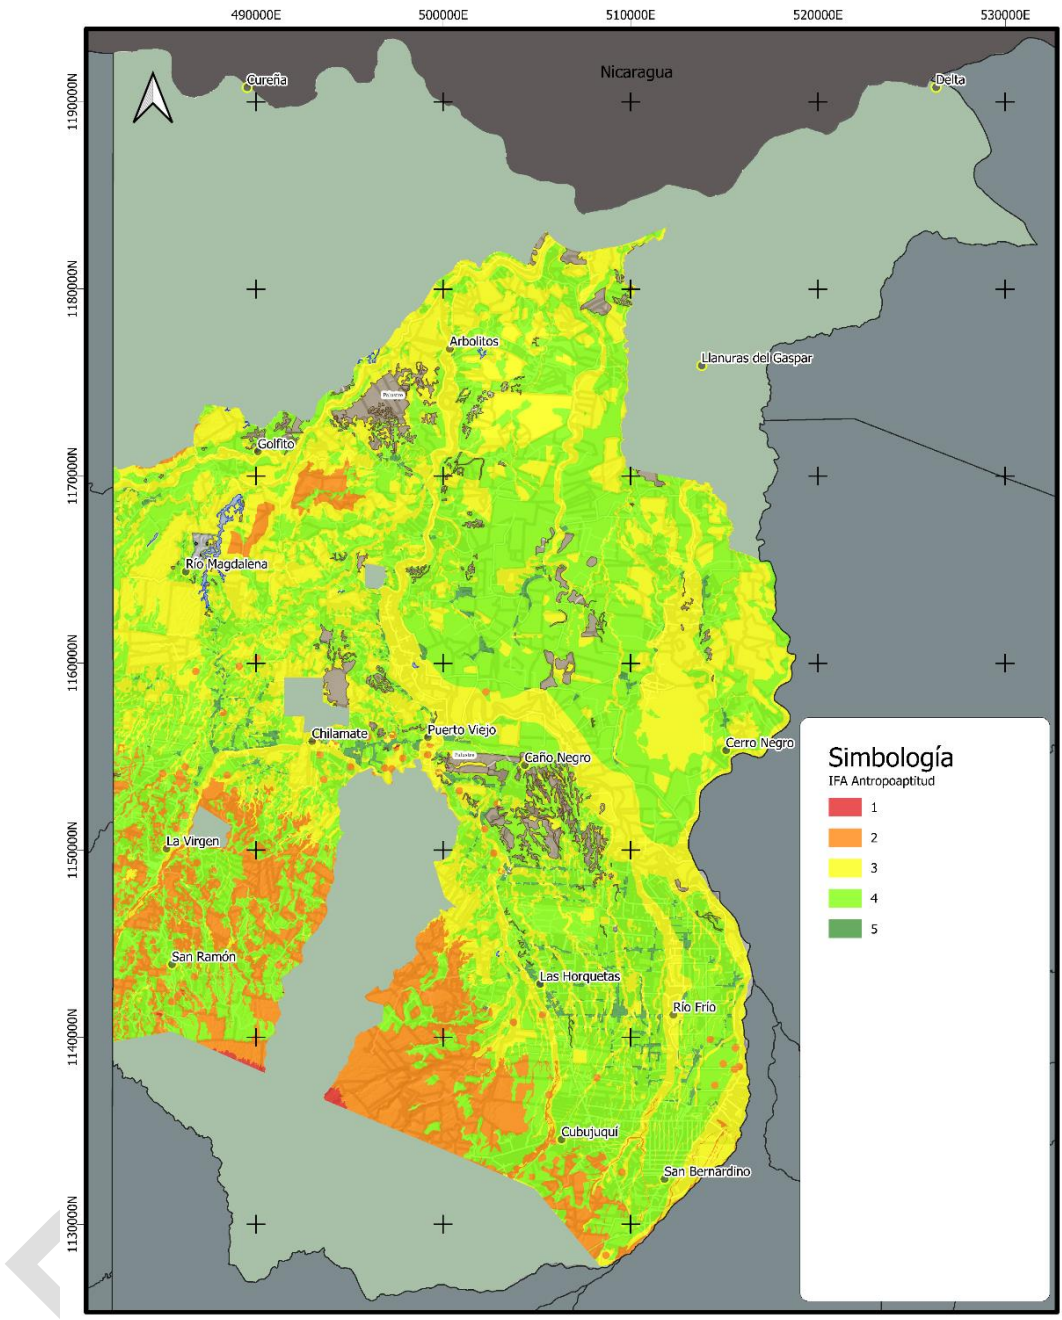 490000E 500000E 510000E 520000E 530000E
Nicaragua
Cureña
Delta
1190000N
1180000N
Arbolitos
Llanuras del Gaspar
Golfito
1170000N
Río Magdalena
1160000N
Chilamate
Puerto Viejo
Caño Negro
Cerro Negro
Simbología
IFA Antropoaptitud
1
2
3
4
5
La Virgen
1150000N
San Ramón
Las Horquetas
Río Frío
1140000N
Cubujuquí
San Bernardino
1130000N